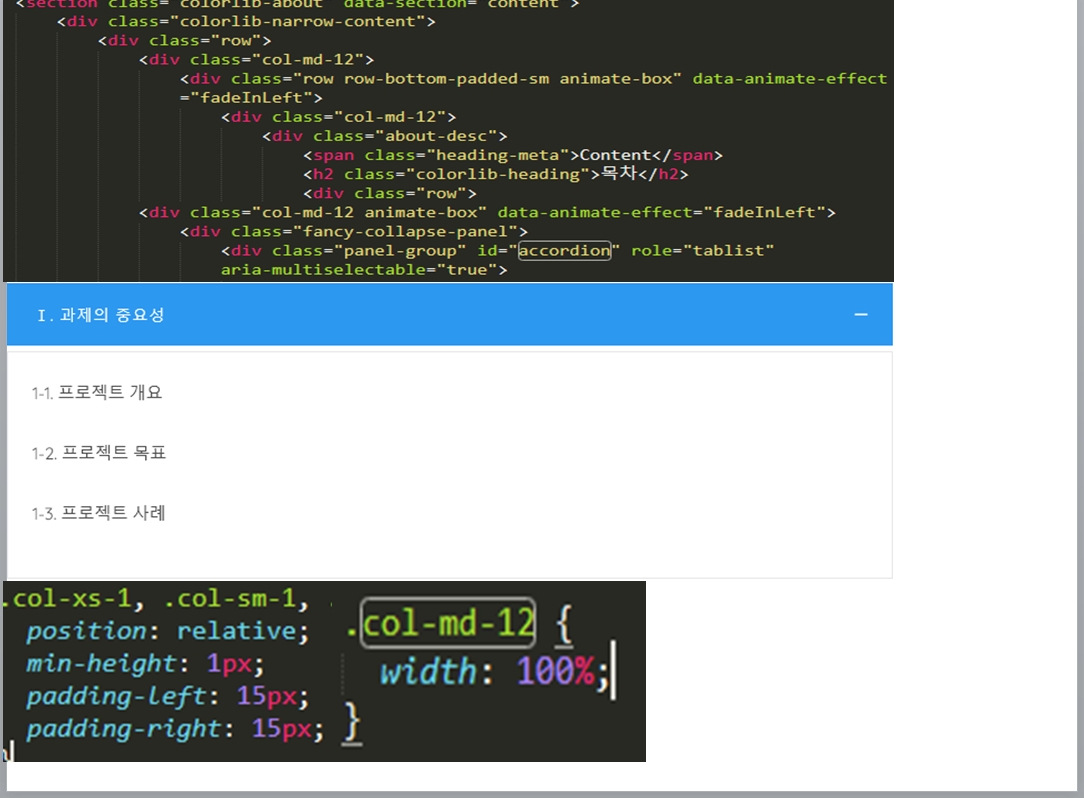 <section class="colorlib-about" data-section="content">
<div class="colorlib-narrow-content">
<div class="row">
<div class="col-md-12">
<div class="row row-bottom-padded-sm animate-box" data-animate-effect
="fadeInLeft">
<div class="col-md-12">
<div class="about-desc">
<span class="heading-meta">Content</span>
<h2 class="colorlib-heading">목차</h2>
<div class="row">
<div class="col-md-12 animate-box" data-animate-effect="fadeInLeft">
<div class="fancy-collapse-panel">
<div class="panel-group" id="accordion" role="tablist"
aria-multiselectable="true">
Ⅰ. 과제의 중요성
1-1. 프로젝트 개요
1-2. 프로젝트 목표
1-3. 프로젝트 사례
.col-xs-1, .col-sm-1,
position: relative;
min-height: 1px;
padding-left: 15px;
padding-right: 15px;
.col-md-12 {
width: 100%;
}